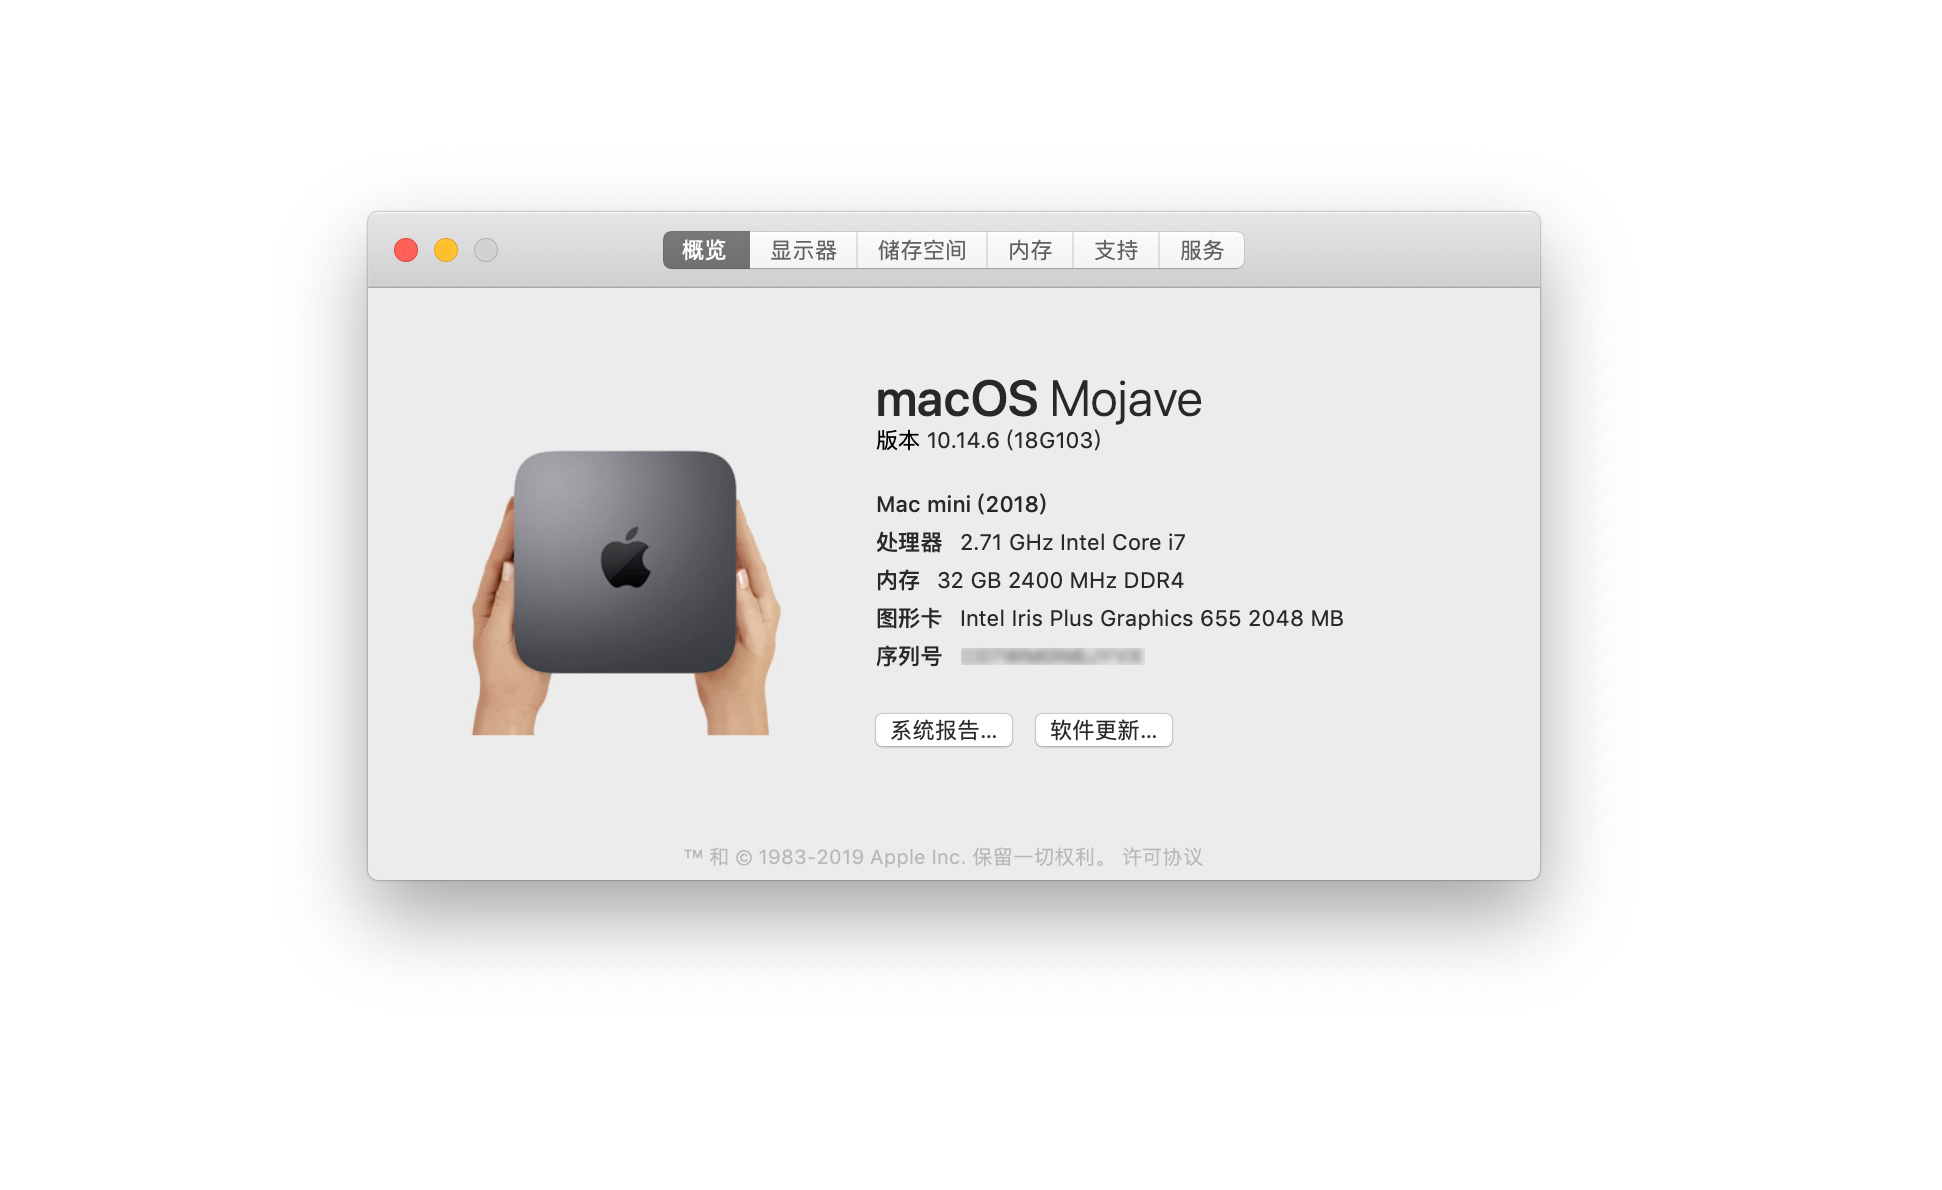 概览 显示器 储存空间 内存 支持 服务
macOS Mojave
版本 10.14.6 (18G103)
Mac mini (2018)
处理器 2.71 GHz Intel Core i7
内存 32 GB 2400 MHz DDR4
图形卡 Intel Iris Plus Graphics 655 2048 MB
序列号
系统报告... 软件更新...
™ 和 © 1983-2019 Apple Inc. 保留一切权利。 许可协议